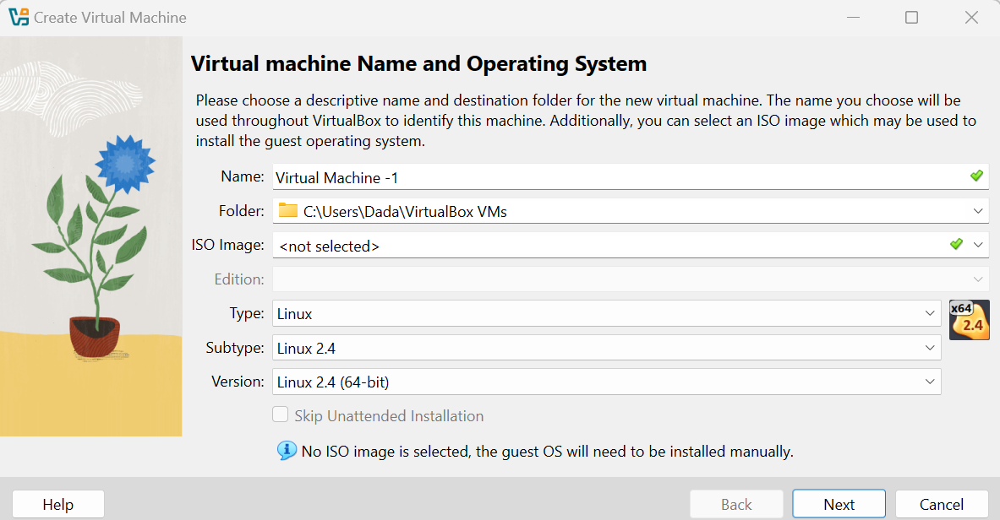 Create Virtual Machine
Virtual machine Name and Operating System
Please choose a descriptive name and destination folder for the new virtual machine. The name you choose will be
used throughout VirtualBox to identify this machine. Additionally, you can select an ISO image which may be used to
install the guest operating system.
Name: Virtual Machine -1
Folder: C:\Users\Dada\VirtualBox VMs
ISO Image: <not selected>
Edition:
Type: Linux
x64
2.4
Subtype: Linux 2.4
Version: Linux 2.4 (64-bit)
Skip Unattended Installation
No ISO image is selected, the guest OS will need to be installed manually.
Help Back Next Cancel